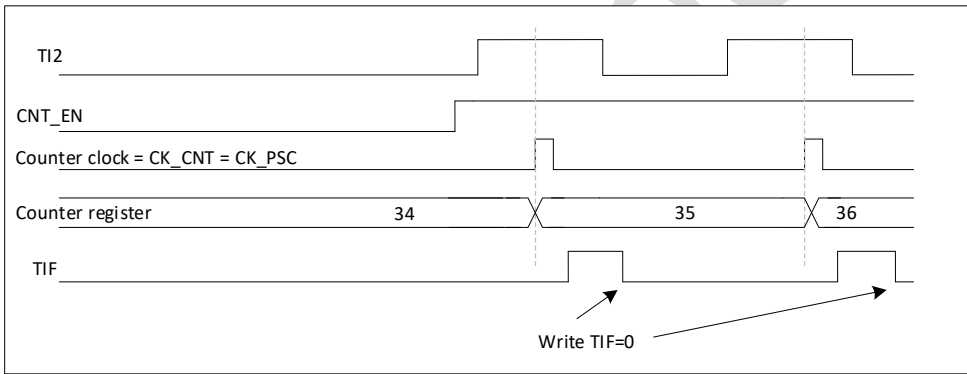 TI2
CNT_EN
Counter clock = CK_CNT = CK_PSC
Counter register 34 35 36
TIF
Write TIF=0